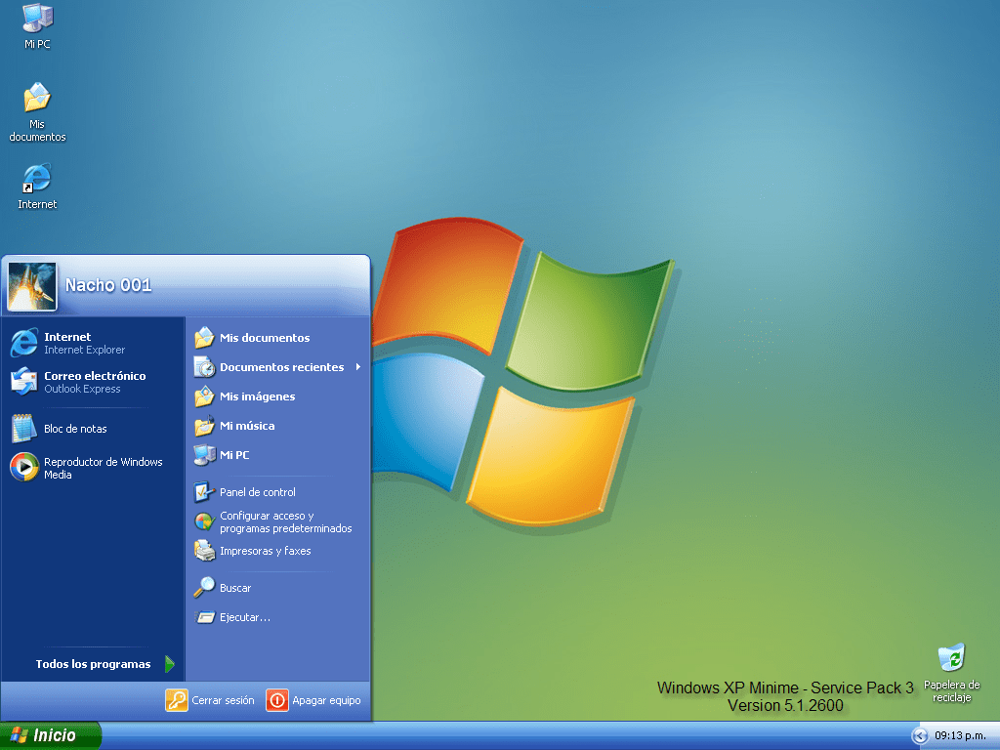 Mi PC
Mis
documentos
Internet
Nacho 001
Internet
Internet Explorer
Correo electrónico
Outlook Express
Bloc de notas
Reproductor de Windows
Media
Todos los programas
Mis documentos
Documentos recientes
Mis imágenes
Mi música
Mi PC
Panel de control
Configurar acceso y
programas predeterminados
Impresoras y faxes
Buscar
Ejecutar...
Cerrar sesión
Apagar equipo
Windows XP Minime - Service Pack 3
Version 5.1.2600
Papelera de
reciclaje
Inicio
09:13 p.m.